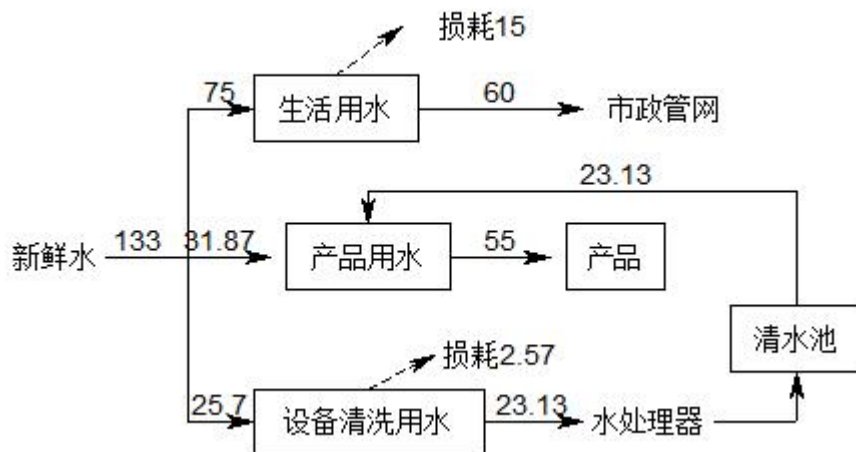 损耗15
75
生活用水
60
市政管网
23.13
新鲜水
133
31.87
产品用水
55
产品
清水池
损耗2.57
25.7
设备清洗用水
23.13
水处理器